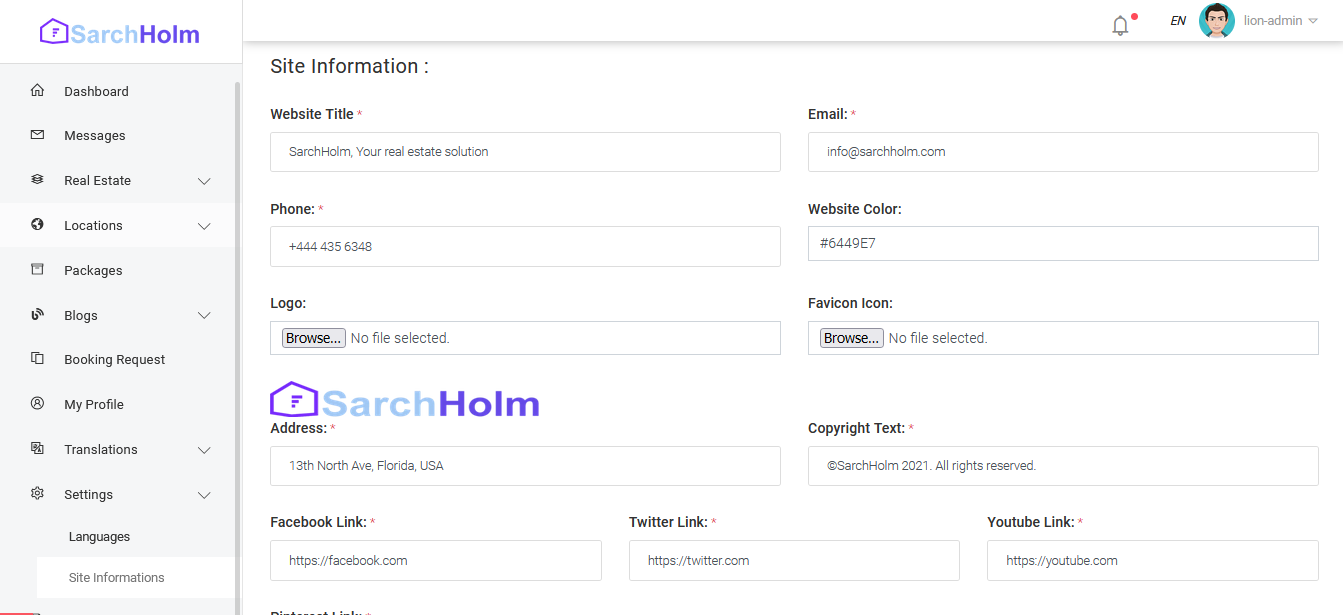 SarchHolm
EN
lion-admin
Dashboard
Messages
Real Estate
Locations
Packages
Blogs
Booking Request
My Profile
Translations
Settings
Languages
Site Informations
Site Information :
Website Title *
Email: *
SarchHolm, Your real estate solution
info@sarchholm.com
Phone: *
Website Color:
+444 435 6348
#6449E7
Logo:
Favicon Icon:
Browse... No file selected.
Browse... No file selected.
SarchHolm
Address: *
Copyright Text: *
13th North Ave, Florida, USA
©SarchHolm 2021. All rights reserved.
Facebook Link: *
Twitter Link: *
Youtube Link: *
https://facebook.com
https://twitter.com
https://youtube.com
Pinterest Link: *